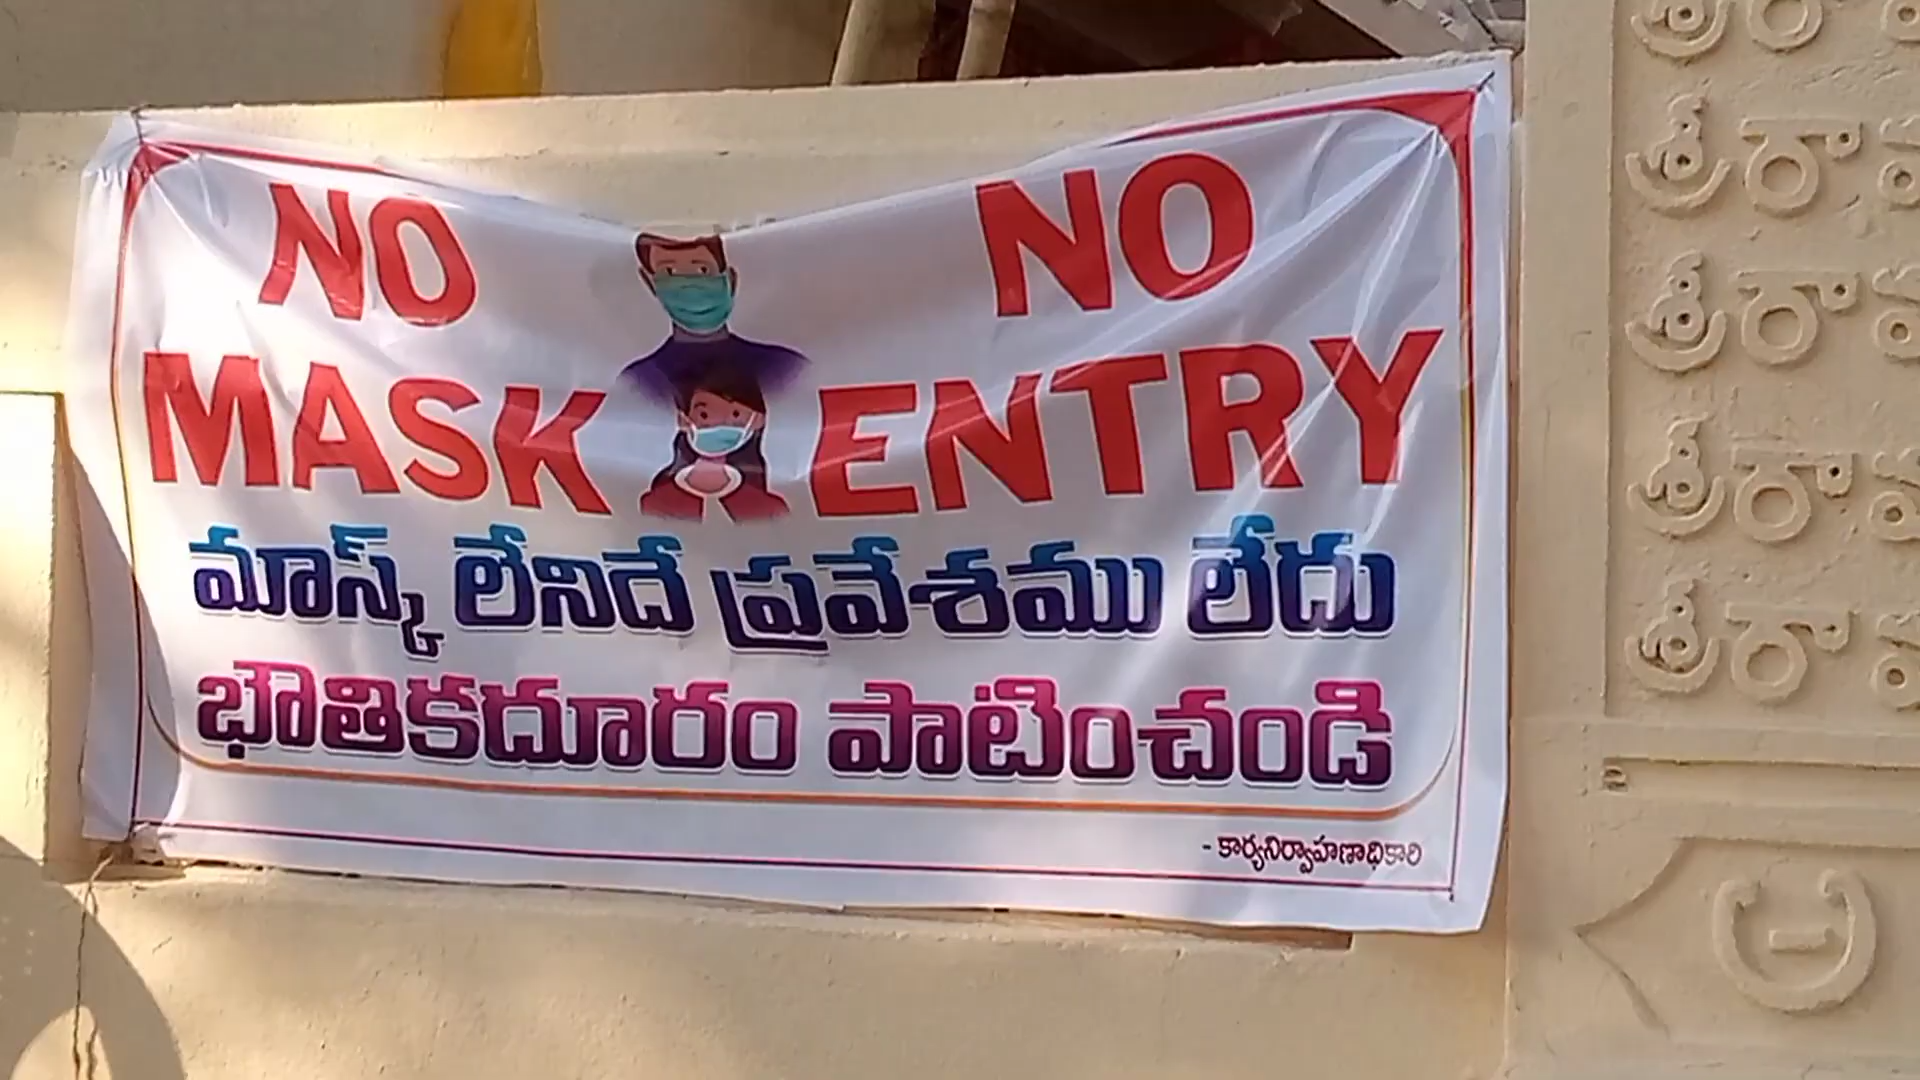 NO NO
MASK ENTRY
మాస్క్ లేనిదే ప్రవేశము లేదు
భౌతికదూరం పాటించండి
- కార్యనిర్వాహణాధికారి
శ్రీ రా
శ్రీ రా
శ్రీ రా
శ్రీ రా